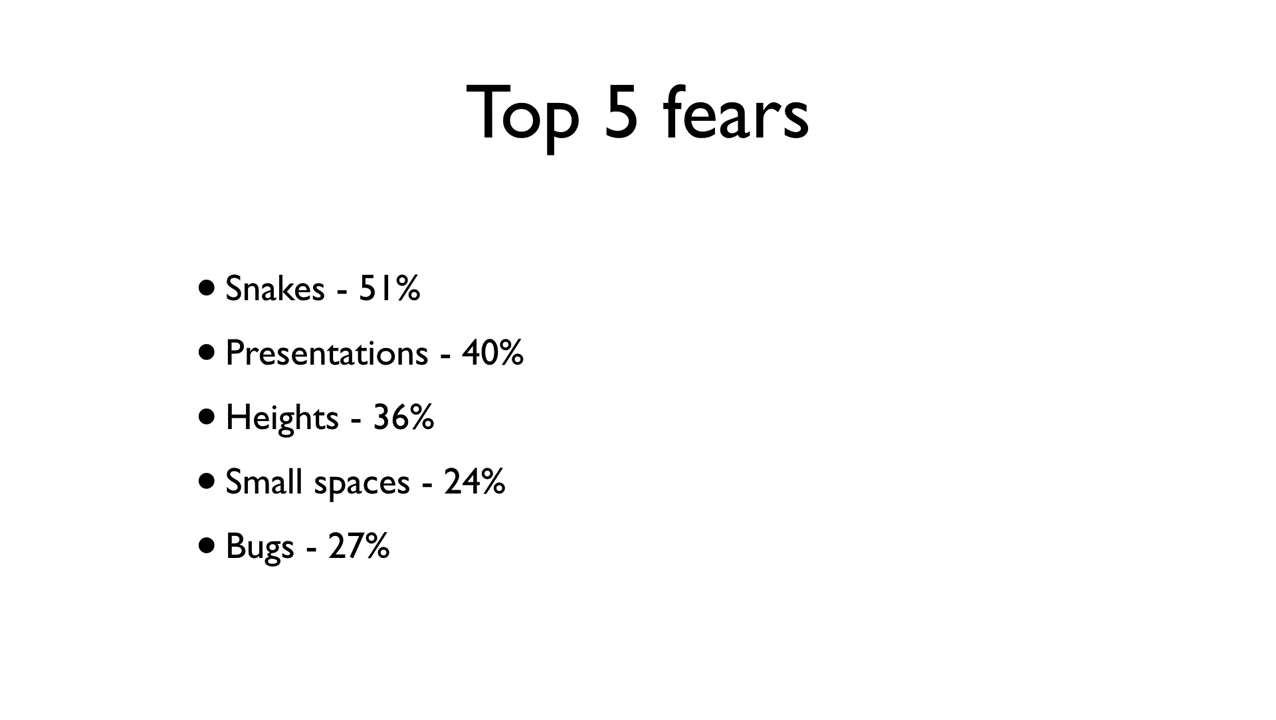 Top 5 fears
• Snakes - 51%
• Presentations - 40%
• Heights - 36%
• Small spaces - 24%
• Bugs - 27%